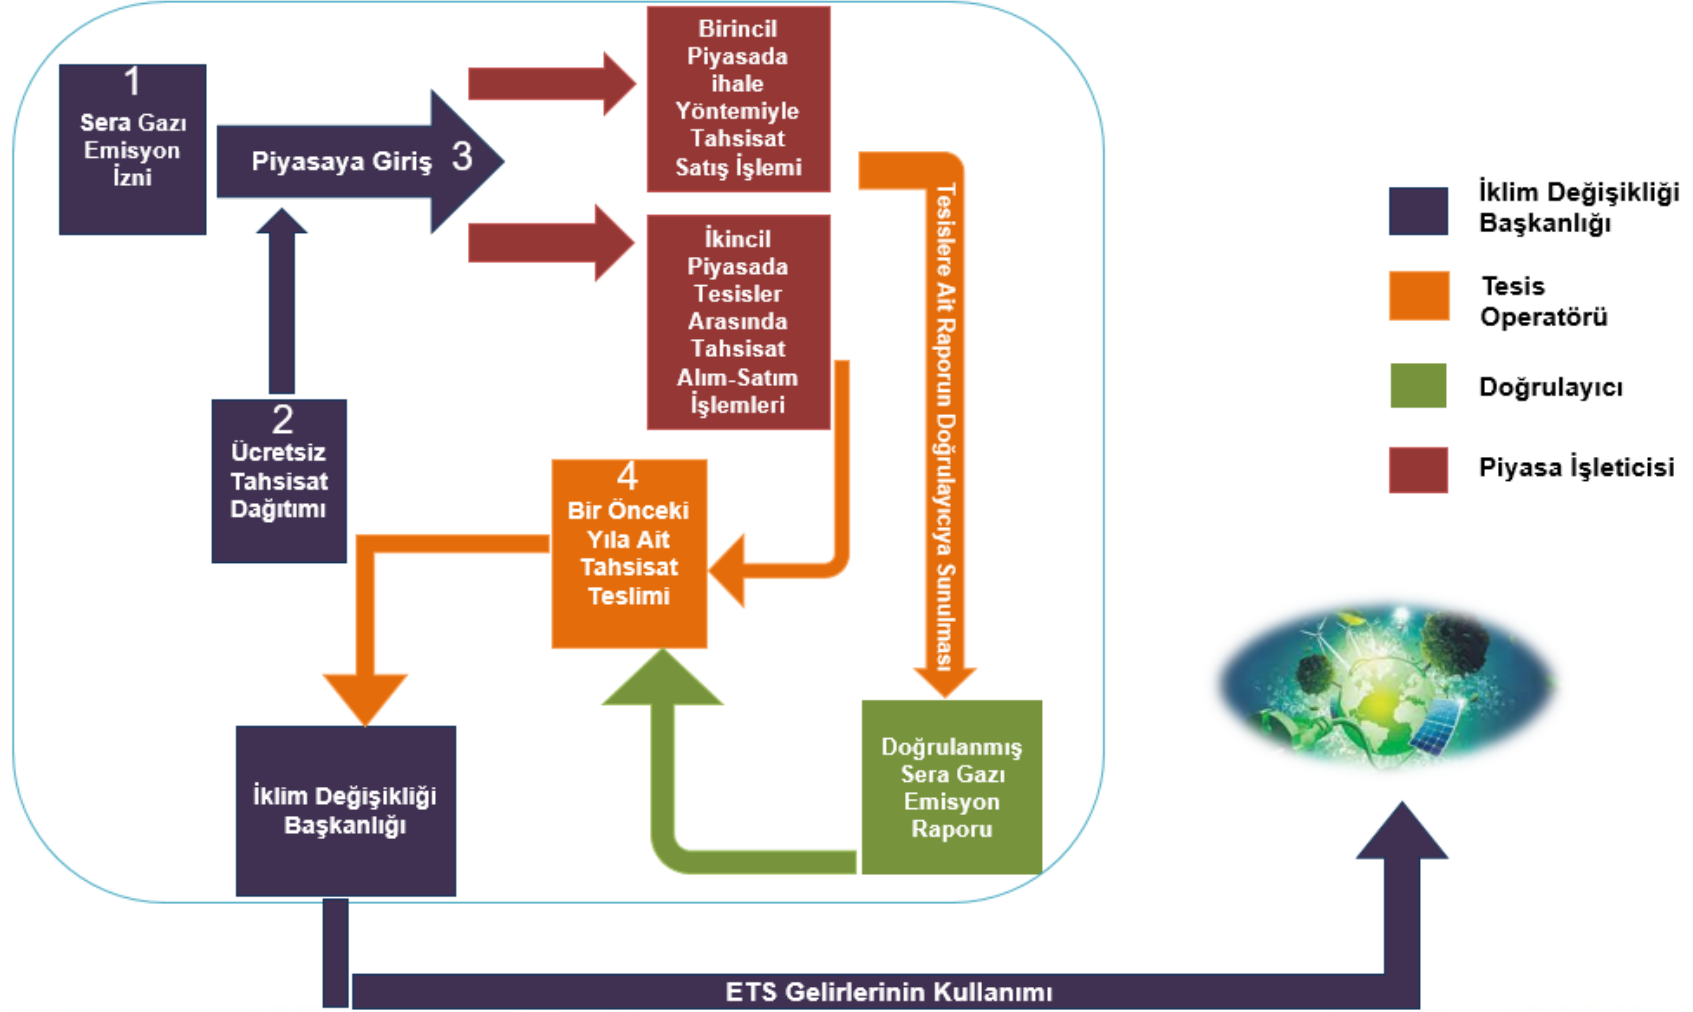 1
Sera Gazı
Emisyon
İzni
Piyasaya Giriş 3
2
Ücretsiz
Tahsisat
Dağıtımı
Birincil
Piyasada
ihale
Yöntemiyle
Tahsisat
Satış İşlemi
İkincil
Piyasada
Tesisler
Arasında
Tahsisat
Alım-Satım
İşlemleri
Tesislere Ait Raporun Doğrulayıcıya Sunulması
4
Bir Önceki
Yıla Ait
Tahsisat
Teslimi
Doğrulanmış
Sera Gazı
Emisyon
Raporu
İklim Değişikliği
Başkanlığı
ETS Gelirlerinin Kullanımı
İklim Değişikliği
Başkanlığı
Tesis
Operatörü
Doğrulayıcı
Piyasa İşleticisi